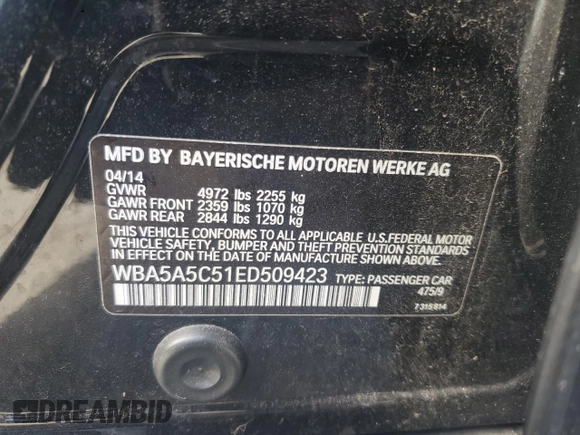 MFD BY BAYERISCHE MOTOREN WERKE AG
04/14
GVWR 4972 lbs 2255 kg
GAWR FRONT 2359 lbs 1070 kg
GAWR REAR 2844 lbs 1290 kg
THIS VEHICLE CONFORMS TO ALL APPLICABLE U.S.FEDERAL MOTOR
VEHICLE SAFETY, BUMPER AND THEFT PREVENTION STANDARDS
IN EFFECT ON THE DATE OF MANUFACTURE SHOWN ABOVE.
WBA5A5C51ED509423 TYPE: PASSENGER CAR
475/9
7315814
DREAMBID